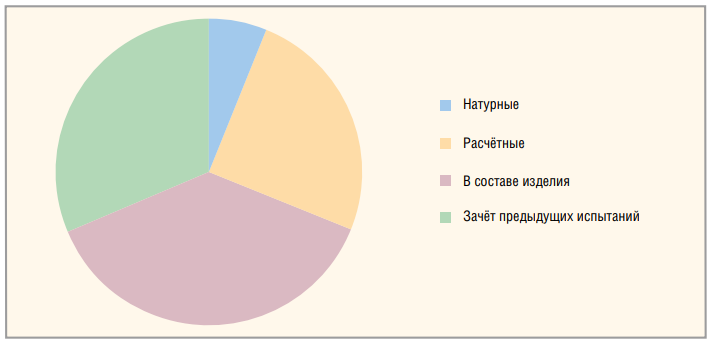 Натурные
Расчётные
В составе изделия
Зачёт предыдущих испытаний